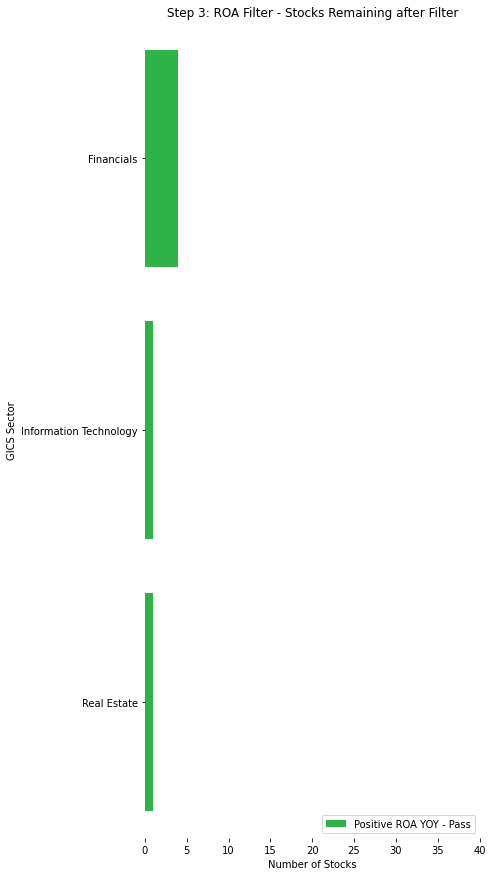 Step 3: ROA Filter - Stocks Remaining after Filter
Financials
GICS Sector
Information Technology
Real Estate
Positive ROA YOY - Pass
0 5 10 15 20 25 30 35 40
Number of Stocks